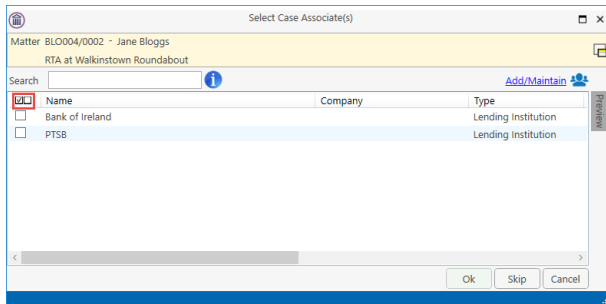 Select Case Associate(s)
Matter BLO004/0002 - Jane Bloggs
RTA at Walkinstown Roundabout
Search Add/Maintain
Name Company Type
Bank of Ireland Lending Institution
PTSB Lending Institution
Preview
Ok Skip Cancel